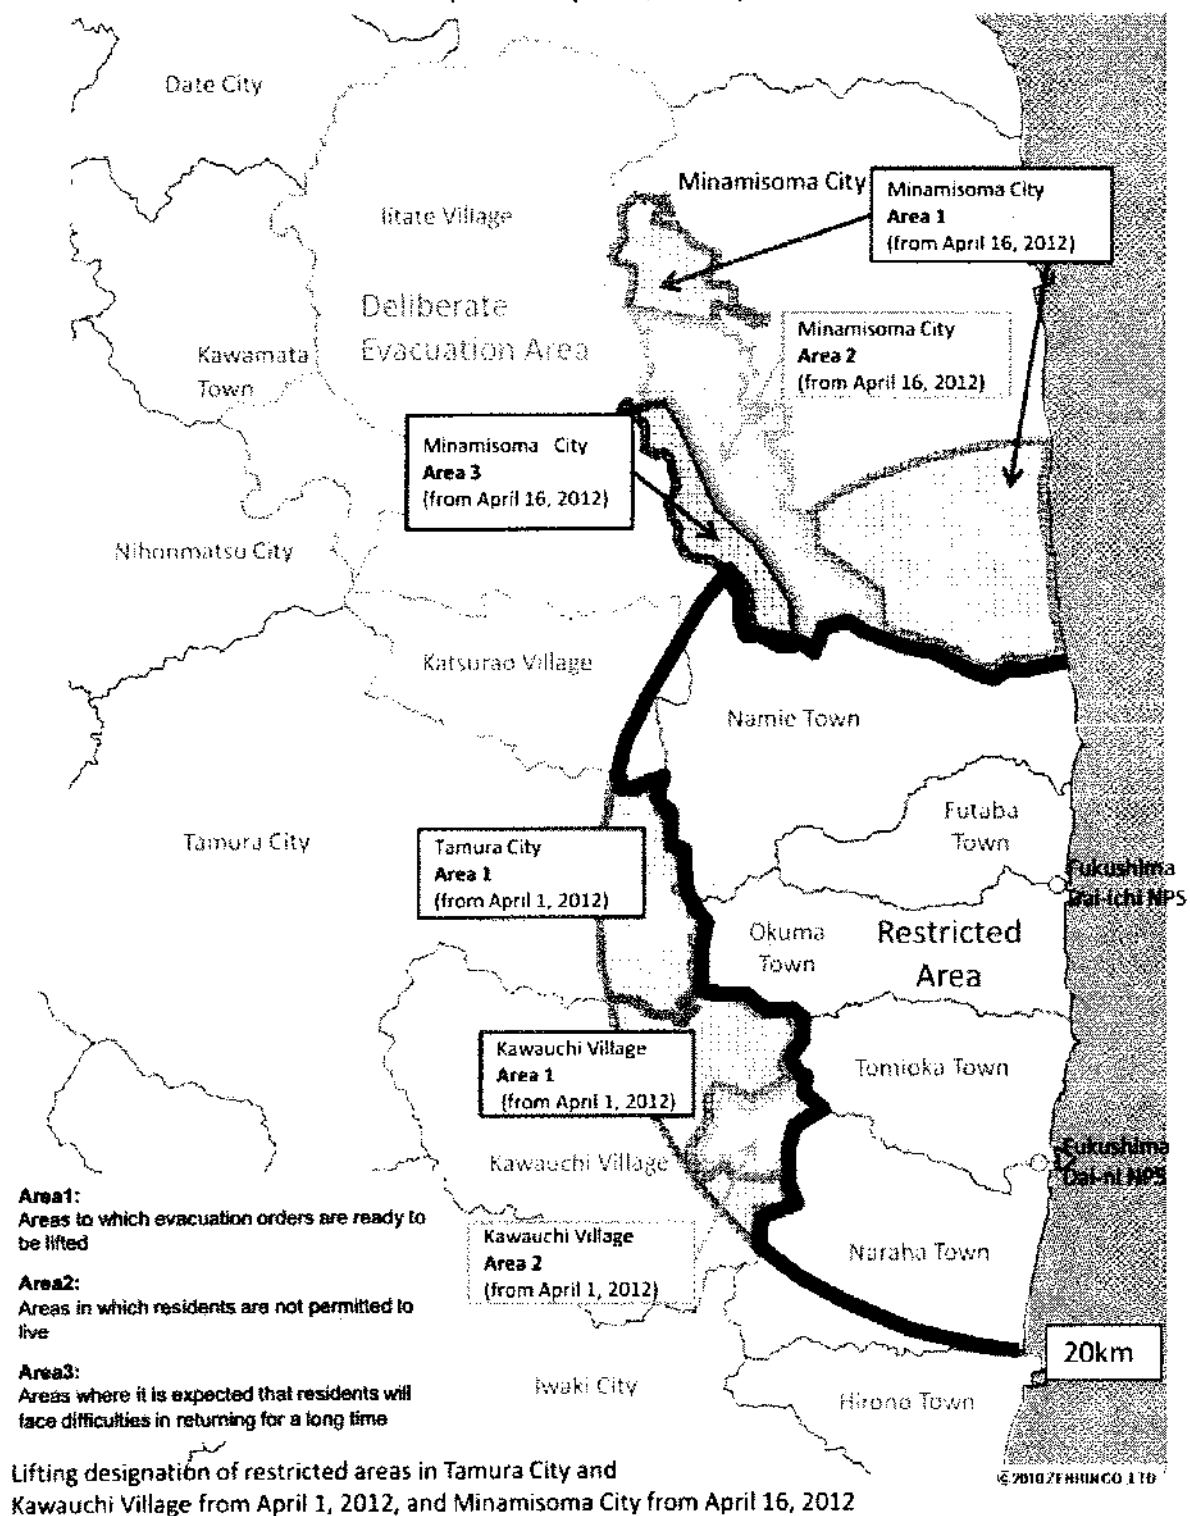 Date City
Minamisoma City
Minamisoma City
Area 1
(from April 16, 2012)
Iitate Village
Deliberate
Evacuation Area
Minamisoma City
Area 2
(from April 16, 2012)
Kawamata
Town
Minamisoma City
Area 3
(from April 16, 2012)
Nihonmatsu City
Katsurao Village
Namie Town
Futaba
Town
Tamura City
Tamura City
Area 1
(from April 1, 2012)
Fukushima
Dai-ichi NPS
Okuma
Town
Restricted
Area
Kawauchi Village
Area 1
(from April 1, 2012)
Tomioka Town
Fukushima
Dai-ni NPS
Kawauchi Village
Area1:
Areas to which evacuation orders are ready to
be lifted
Kawauchi Village
Area 2
(from April 1, 2012)
Naraha Town
Area2:
Areas in which residents are not permitted to
live
20km
Area3:
Areas where it is expected that residents will
face difficulties in returning for a long time
Iwaki City
Hirono Town
Lifting designation of restricted areas in Tamura City and
Kawauchi Village from April 1, 2012, and Minamisoma City from April 16, 2012
©2010ZENRINCO.LTD